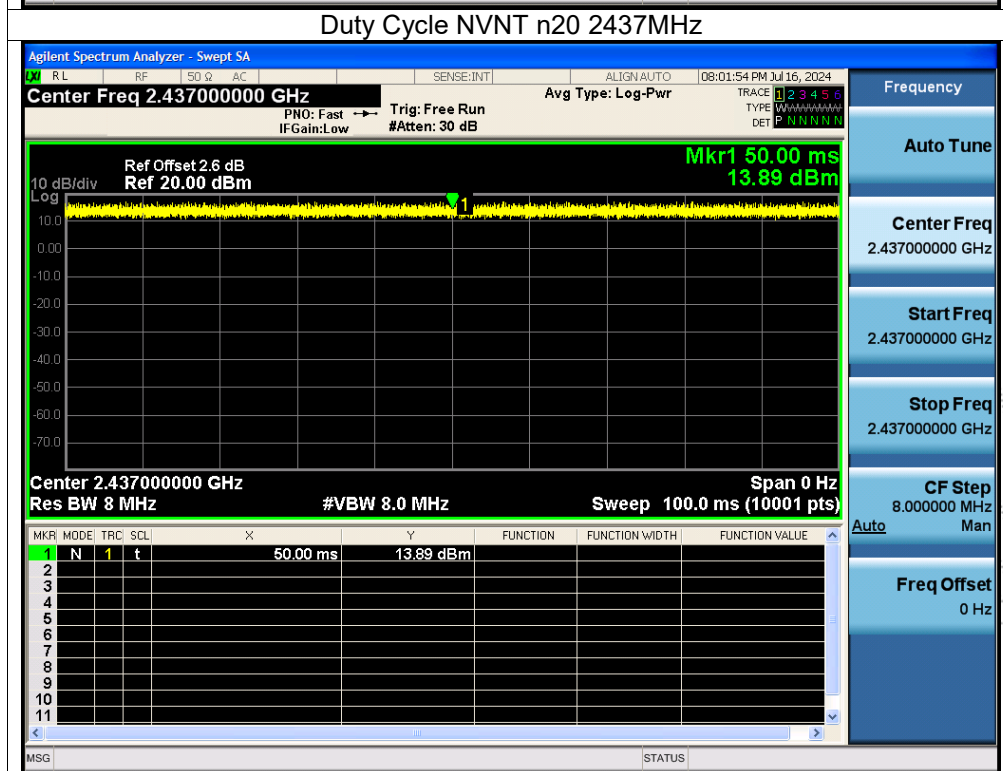 Duty Cycle NVNT n20 2437MHz
Agilent Spectrum Analyzer - Swept SA
LXI RL RF 50 Ω AC SENSE:INT ALIGN AUTO 08:01:54 PM Jul 16, 2024
Center Freq 2.437000000 GHz Avg Type: Log-Pwr TRACE 1 2 3 4 5 6
PNO: Fast Trig: Free Run TYPE WWWWWW
IFGain:Low #Atten: 30 dB DET P N N N N N
Frequency
Auto Tune
Center Freq
2.437000000 GHz
Start Freq
2.437000000 GHz
Stop Freq
2.437000000 GHz
CF Step
8.000000 MHz
Auto Man
Freq Offset
0 Hz
Mkr1 50.00 ms
13.89 dBm
Ref Offset 2.6 dB
10 dB/div Ref 20.00 dBm
Log
1
10.0
0.00
-10.0
-20.0
-30.0
-40.0
-50.0
-60.0
-70.0
Center 2.437000000 GHz Span 0 Hz
Res BW 8 MHz #VBW 8.0 MHz Sweep 100.0 ms (10001 pts)
MKR MODE TRC SCL X Y FUNCTION FUNCTION WIDTH FUNCTION VALUE
1 N 1 t 50.00 ms 13.89 dBm
2
3
4
5
6
7
8
9
10
11
MSG STATUS